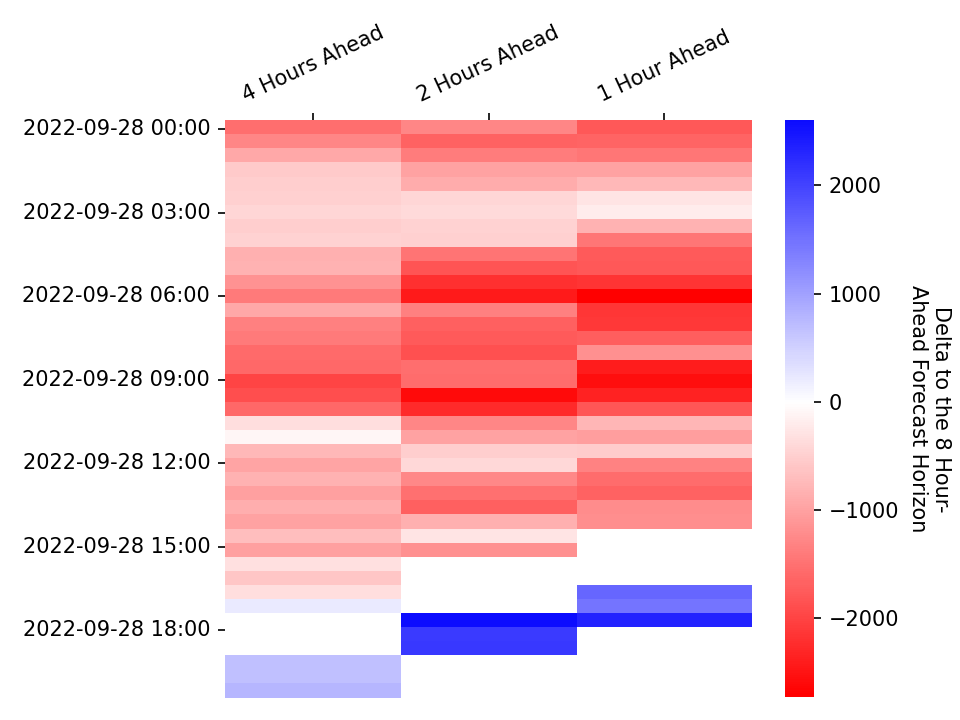 4 Hours Ahead
2 Hours Ahead
1 Hour Ahead
2022-09-28 00:00
2022-09-28 03:00
2022-09-28 06:00
2022-09-28 09:00
2022-09-28 12:00
2022-09-28 15:00
2022-09-28 18:00
2000
1000
0
−1000
−2000
Delta to the 8 Hour-
Ahead Forecast Horizon